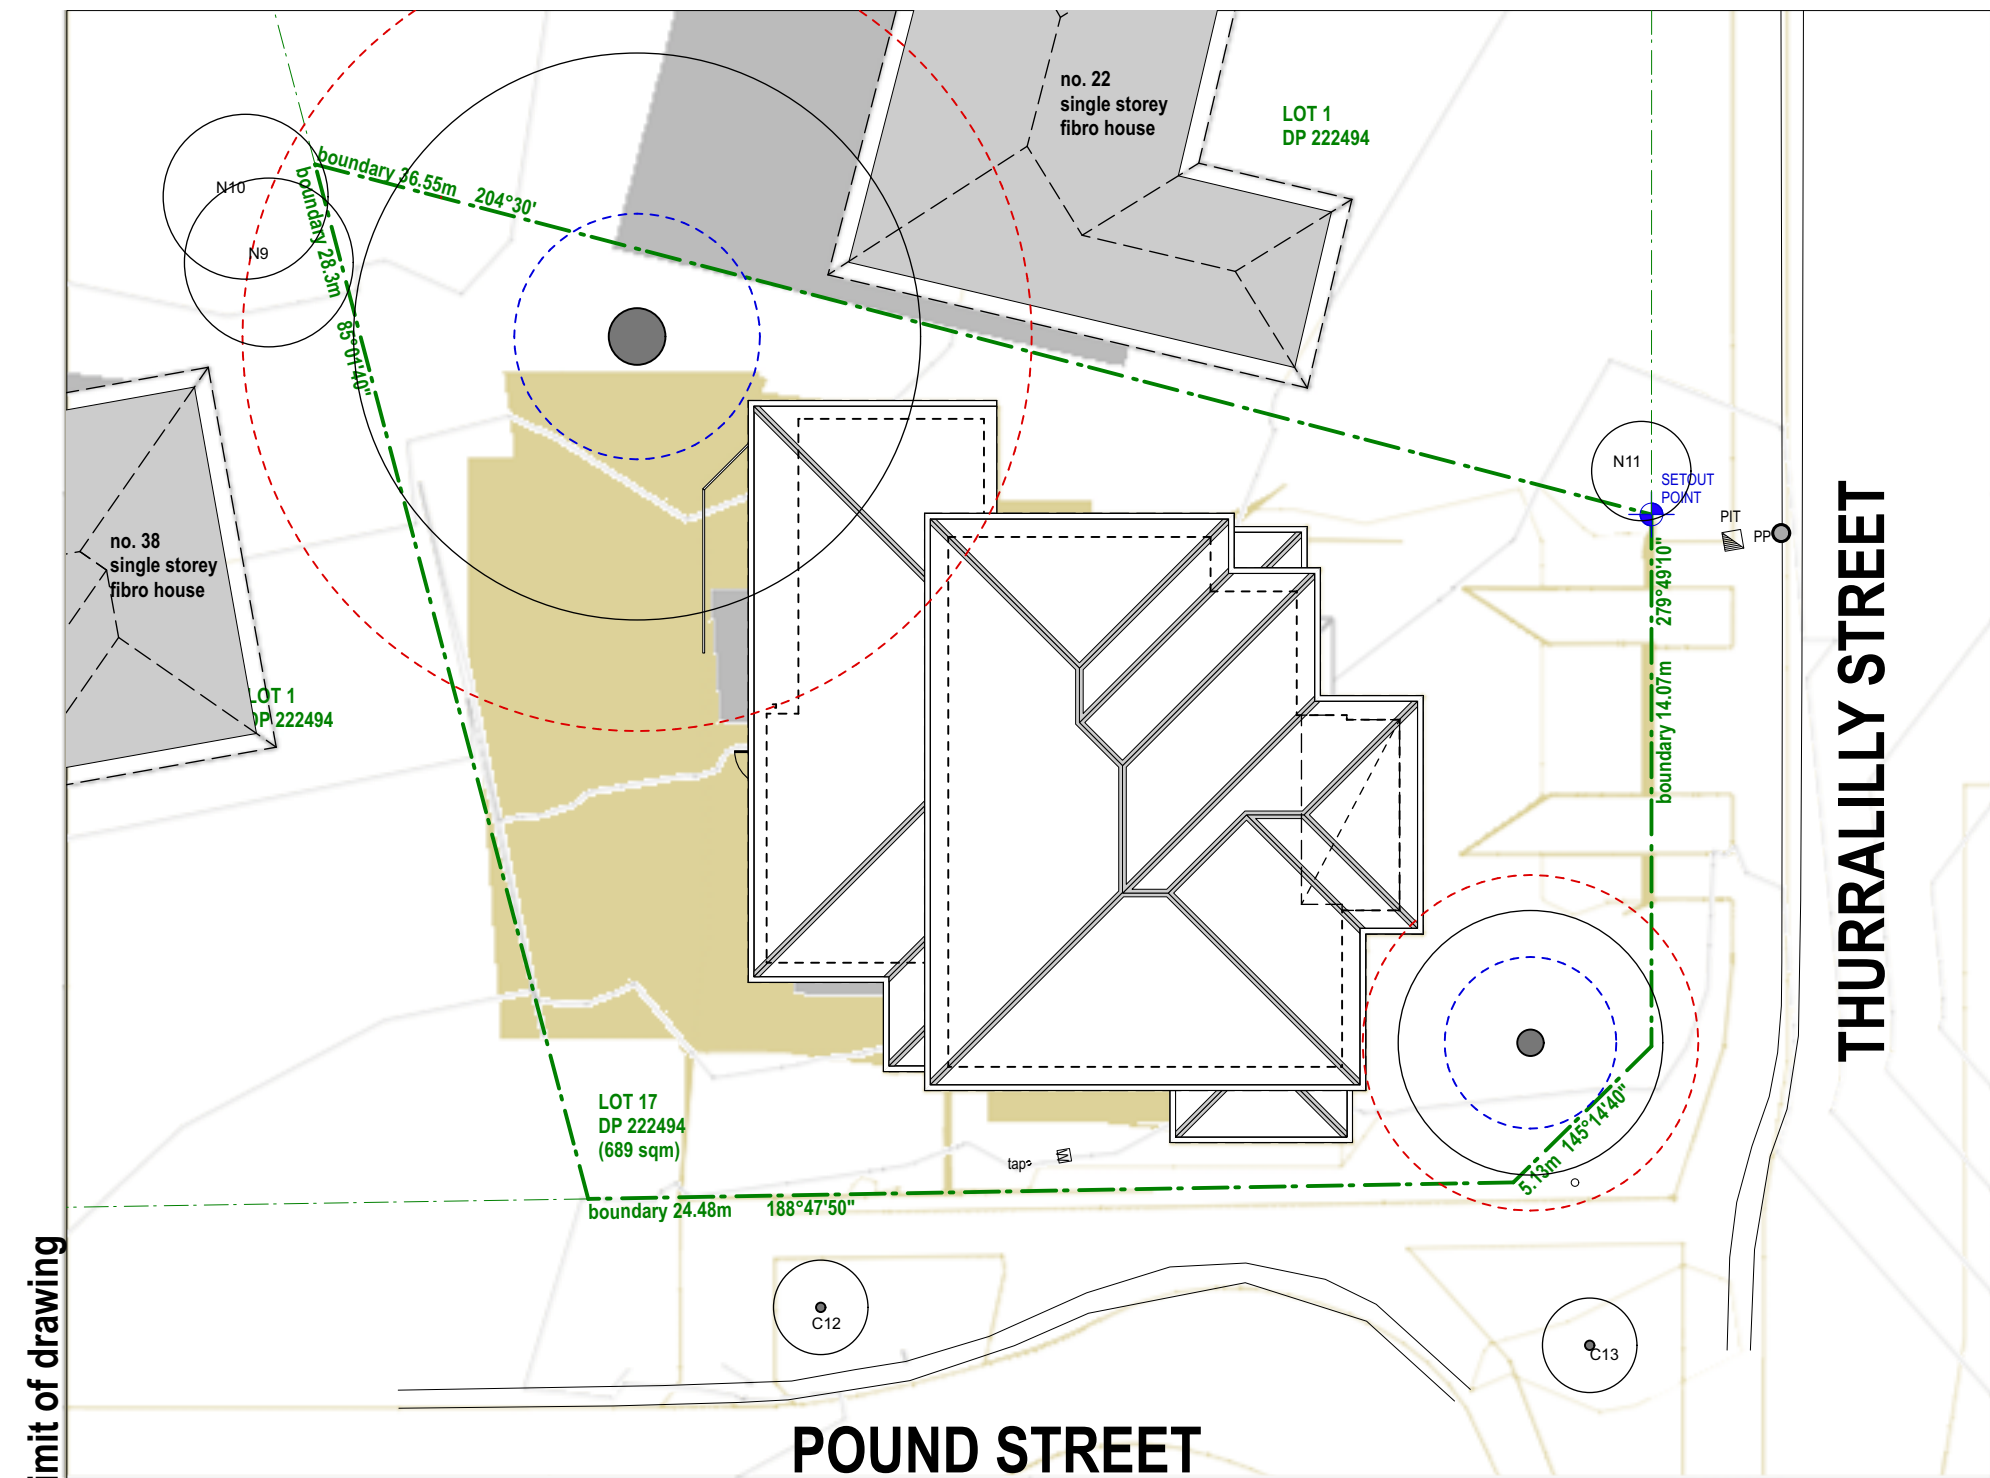 no. 22
single storey
fibro house
LOT 1
DP 222494
boundary 36.55m 204°30'
N10
N9
boundary 28.3m 85°01'40"
N11
SETOUT
POINT
PIT
PP
279°49'10"
boundary 14.07m
THURRALILLY STREET
no. 38
single storey
fibro house
LOT 1
DP 222494
LOT 17
DP 222494
(689 sqm)
tap
5.13m 145°14'40"
boundary 24.48m 188°47'50"
C12
C13
imit of drawing
POUND STREET